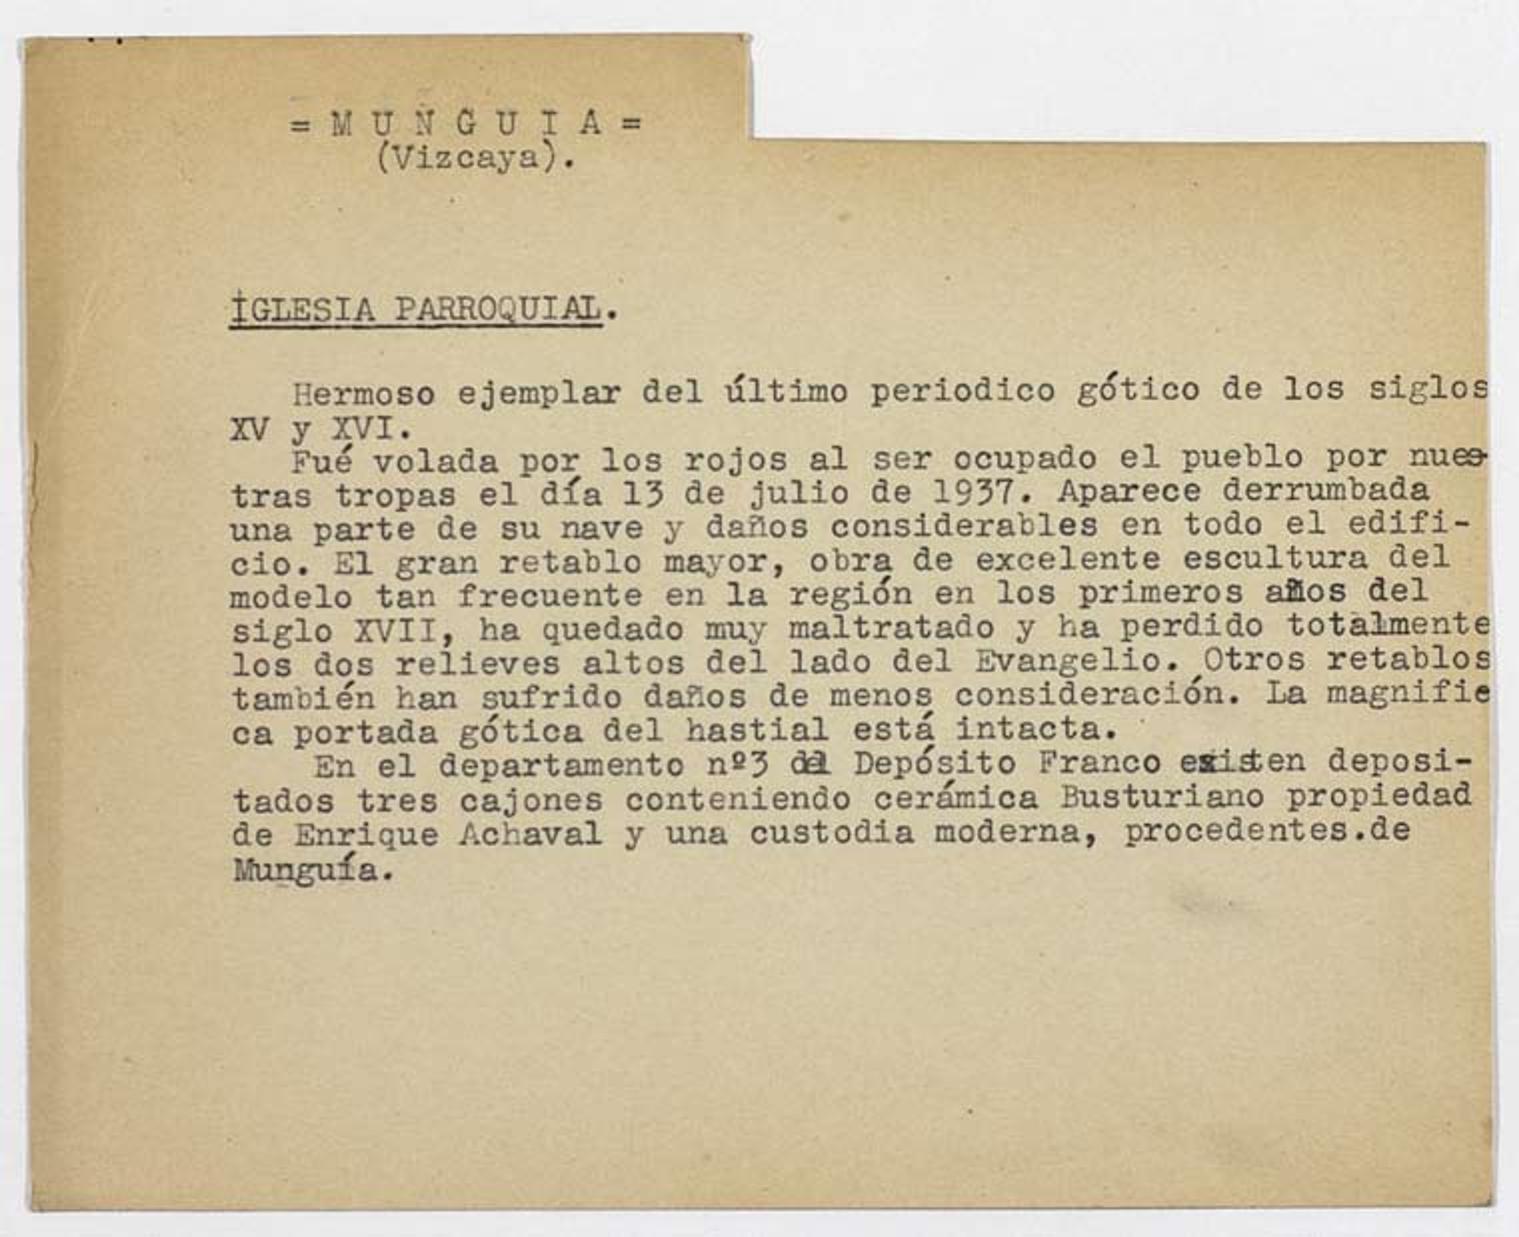 = M U N G U I A =
(Vizcaya).
IGLESIA PARROQUIAL.
Hermoso ejemplar del último periodico gótico de los siglos
XV y XVI.
Fué volada por los rojos al ser ocupado el pueblo por nues-
tras tropas el día 13 de julio de 1937. Aparece derrumbada
una parte de su nave y daños considerables en todo el edifi-
cio. El gran retablo mayor, obra de excelente escultura del
modelo tan frecuente en la región en los primeros años del
siglo XVII, ha quedado muy maltratado y ha perdido totalmente
los dos relieves altos del lado del Evangelio. Otros retablos
también han sufrido daños de menos consideración. La magnifie
ca portada gótica del hastial está intacta.
En el departamento nº3 del Depósito Franco existen deposi-
tados tres cajones conteniendo cerámica Busturiano propiedad
de Enrique Achaval y una custodia moderna, procedentes.de
Munguía.